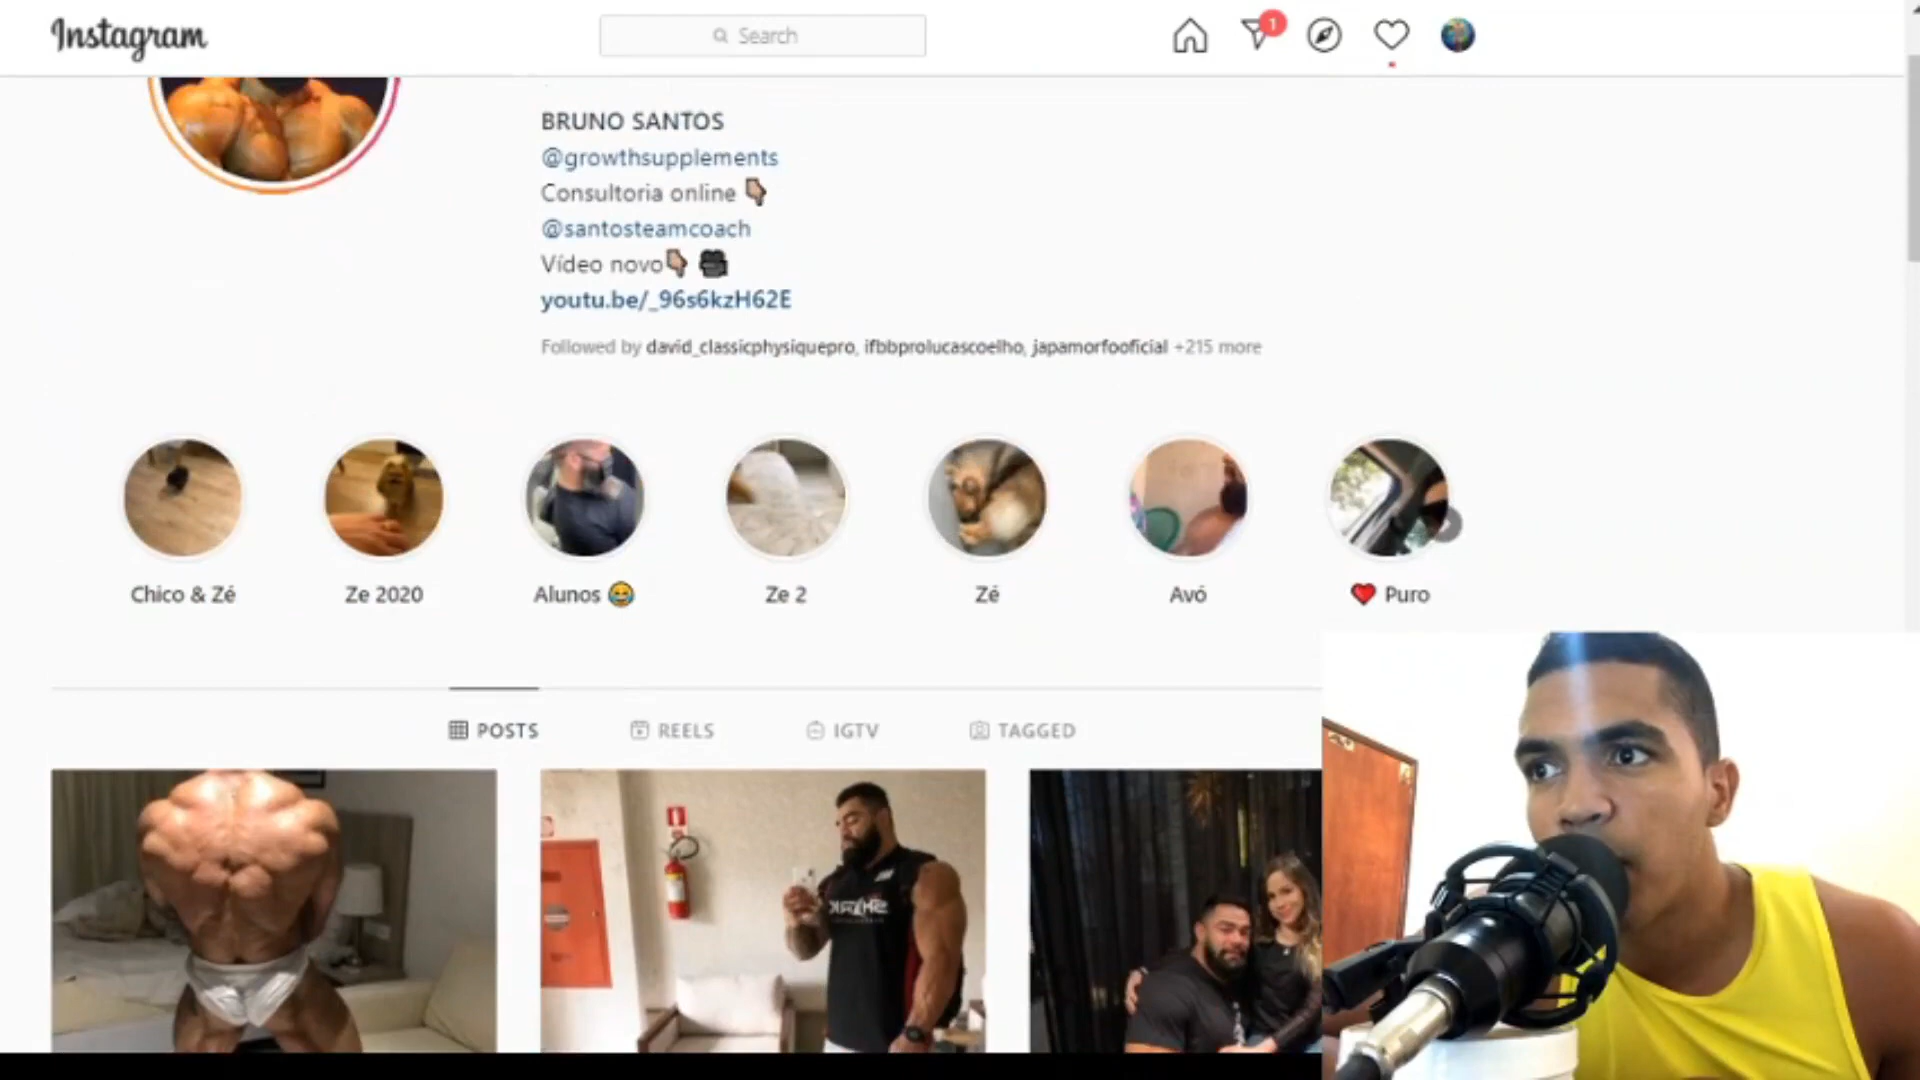 Instagram
Search
1
BRUNO SANTOS
@growthsupplements
Consultoria online 👇🏽
@santosteamcoach
Vídeo novo👇🏽 🎥
youtu.be/_96s6kzH62E
Followed by david_classicphysiquepro, ifbbprolucascoelho, japamorfooficial +215 more
Chico & Zé
Ze 2020
Alunos 😂
Ze 2
Zé
Avó
❤️ Puro
POSTS
REELS
IGTV
TAGGED